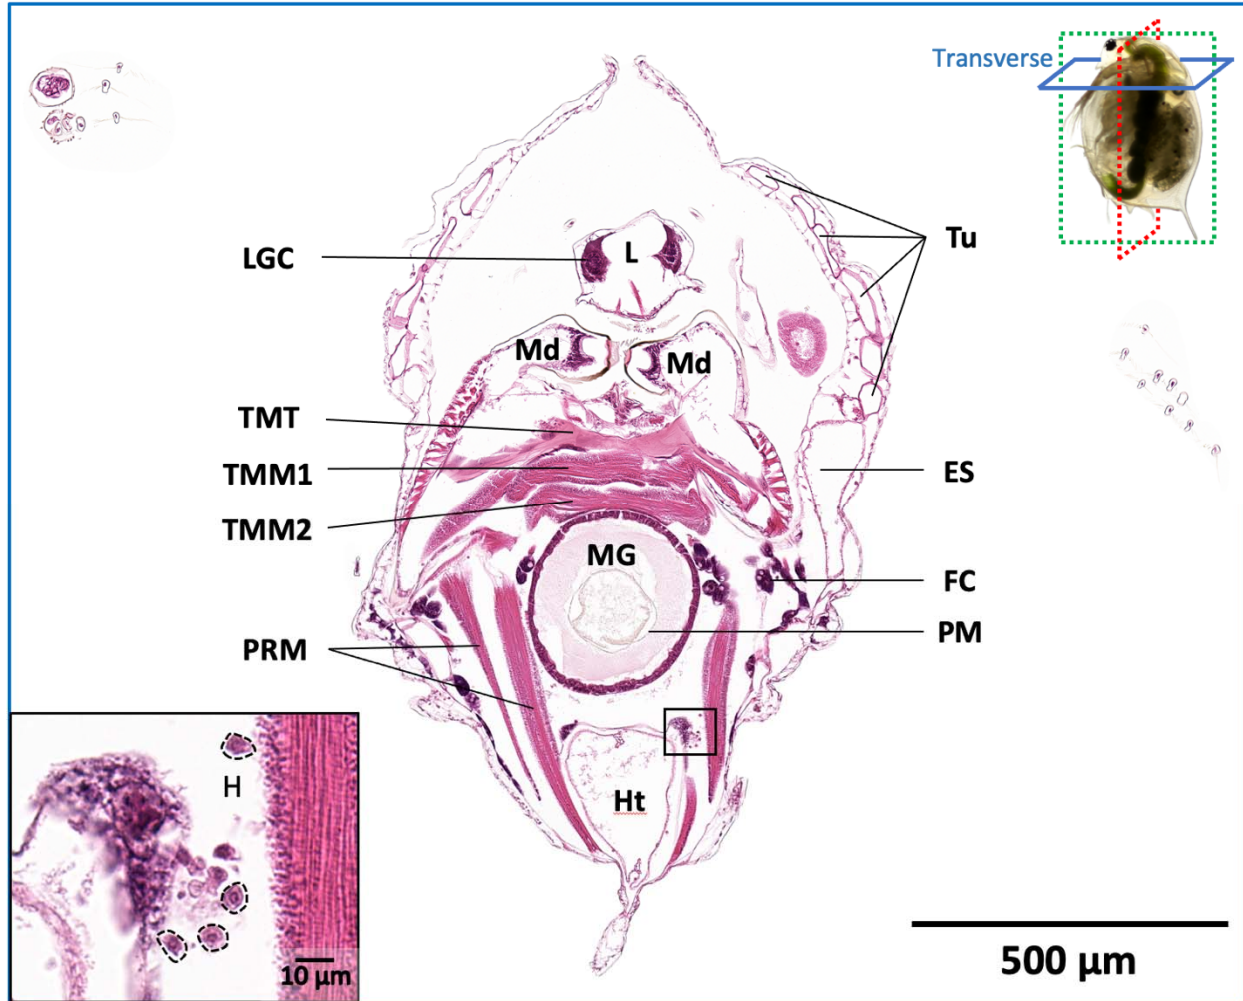 Transverse
Tu
LGC
L
Md
Md
TMT
TMM1
ES
TMM2
MG
FC
PM
PRM
H
Ht
10 μm
500 μm